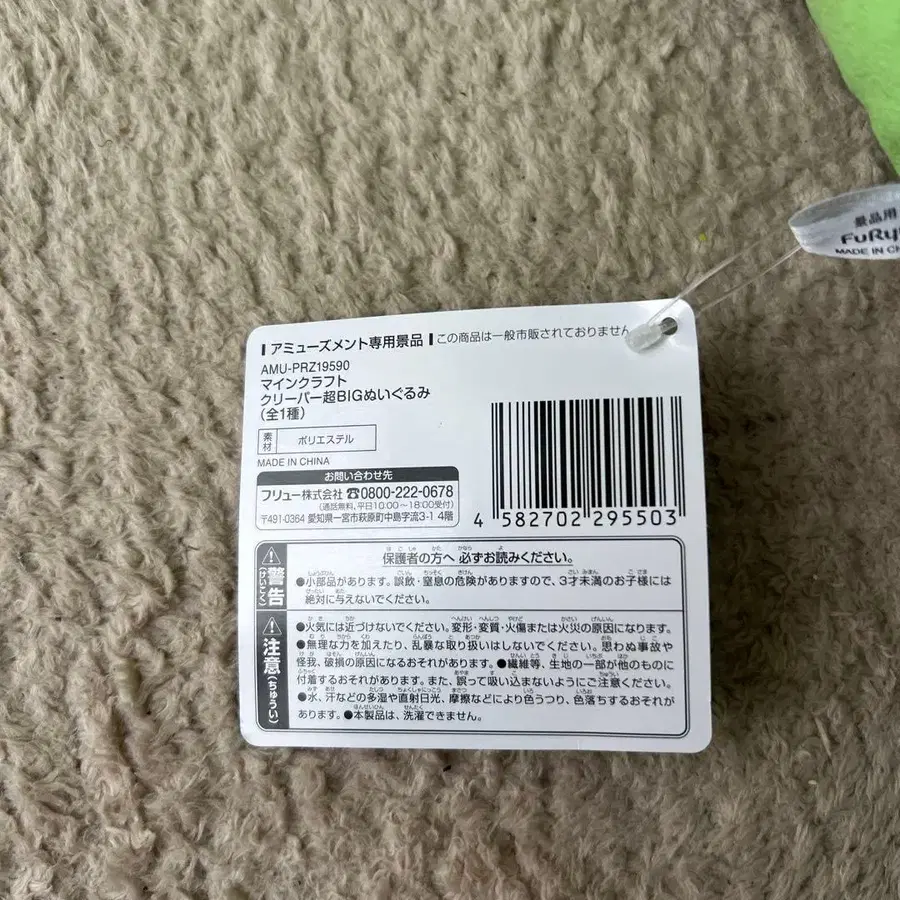 景品用
FuRy
MADE IN CH
アミューズメント専用景品 この商品は一般市販されておりません
AMU-PRZ19590
マインクラフト
クリーパー超BIGぬいぐるみ
(全1種)
素材 ポリエステル
MADE IN CHINA
お問い合わせ先
フリュー株式会社 ☎0800-222-0678
(通話無料,平日10:00~18:00受付)
〒491-0364 愛知県一宮市萩原町中島字流3-1 4階
4 582702 295503
⚠警告(けいこく)
保護者の方へ 必ずお読みください。
●小部品があります。誤飲・窒息の危険がありますので、3才未満のお子様には
絶対に与えないでください。
⚠注意(ちゅうい)
●火気には近づけないでください。変形・変質・火傷または火災の原因になります。
●無理な力を加えたり、乱暴な取り扱いはしないでください。思わぬ事故や
怪我、破損の原因になるおそれがあります。●繊維等、生地の一部が他のものに
付着するおそれがあります。また、誤って吸い込まないようにご注意ください。
●水、汗などの多湿や直射日光、摩擦などにより色うつり、色落ちするおそれが
あります。●本製品は、洗濯できません。